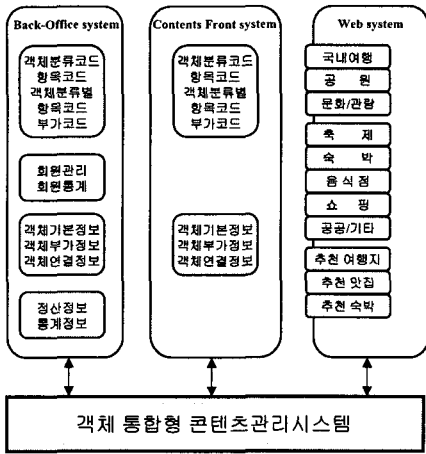 Back-Office system
객체분류코드
항목코드
객체분류별
항목코드
부가코드
회원관리
회원통계
객체기본정보
객체부가정보
객체연결정보
정산정보
통계정보
Contents Front system
객체분류코드
항목코드
객체분류별
항목코드
부가코드
객체기본정보
객체부가정보
객체연결정보
Web system
국내여행
공 원
문화/관람
축 제
숙 박
음 식 점
쇼 핑
공공/기타
추천 여행지
추천 맛집
추천 숙박
객체 통합형 콘텐츠관리시스템